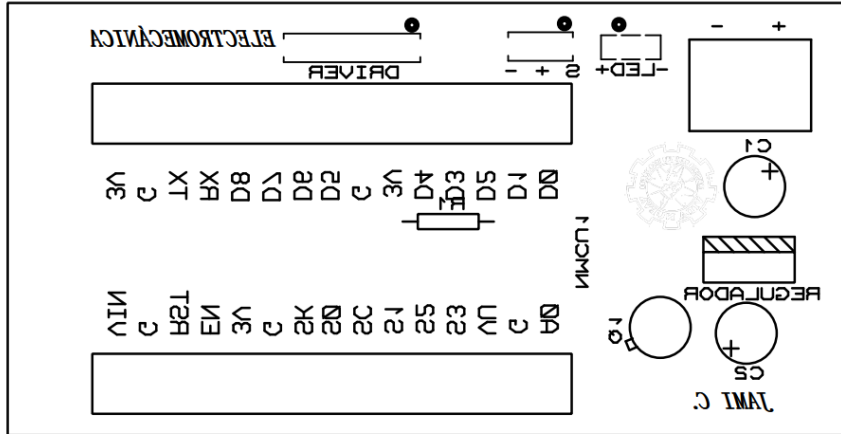 + -
ELECTROMECÁNICA
-LED+
S + -
DRIVER
C1
D0 D1 D2 D3 D4 3V G D5 D6 D7 D8 RX TX G 3V
R1
NMCU1
REGULADOR
A0 G VU S3 S2 S1 SC S0 SK G 3V EN RST G VIN
Q1
C2
JAMI C.